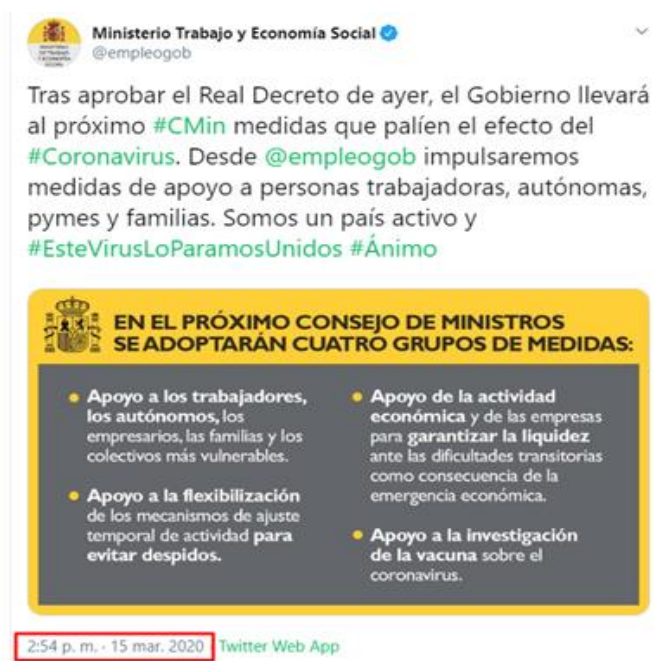 Ministerio Trabajo y Economía Social
@empleogob
Tras aprobar el Real Decreto de ayer, el Gobierno llevará
al próximo #CMin medidas que palíen el efecto del
#Coronavirus. Desde @empleogob impulsaremos
medidas de apoyo a personas trabajadoras, autónomas,
pymes y familias. Somos un país activo y
#EsteVirusLoParamosUnidos #Ánimo
EN EL PRÓXIMO CONSEJO DE MINISTROS
SE ADOPTARÁN CUATRO GRUPOS DE MEDIDAS:
• Apoyo a los trabajadores,
los autónomos, los
empresarios, las familias y los
colectivos más vulnerables.
• Apoyo a la flexibilización
de los mecanismos de ajuste
temporal de actividad para
evitar despidos.
• Apoyo de la actividad
económica y de las empresas
para garantizar la liquidez
ante las dificultades transitorias
como consecuencia de la
emergencia económica.
• Apoyo a la investigación
de la vacuna sobre el
coronavirus.
2:54 p. m. · 15 mar. 2020 Twitter Web App